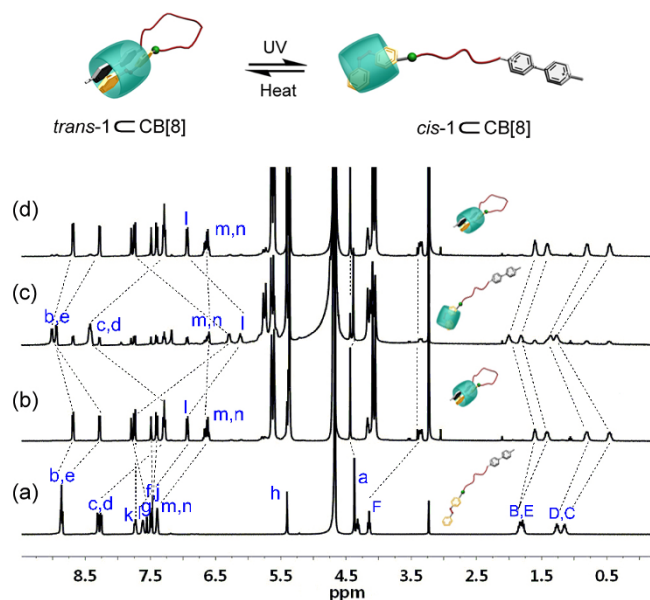 UV
Heat
trans-1⊂CB[8]
cis-1⊂CB[8]
(d)
l
m,n
(c)
b,e
c,d
m,n
l
(b)
l
m,n
(a)
b,e
c,d
k
i
g
f
j
m,n
h
a
F
B,E
D,C
8.5 7.5 6.5 5.5 4.5 3.5 2.5 1.5 0.5
ppm